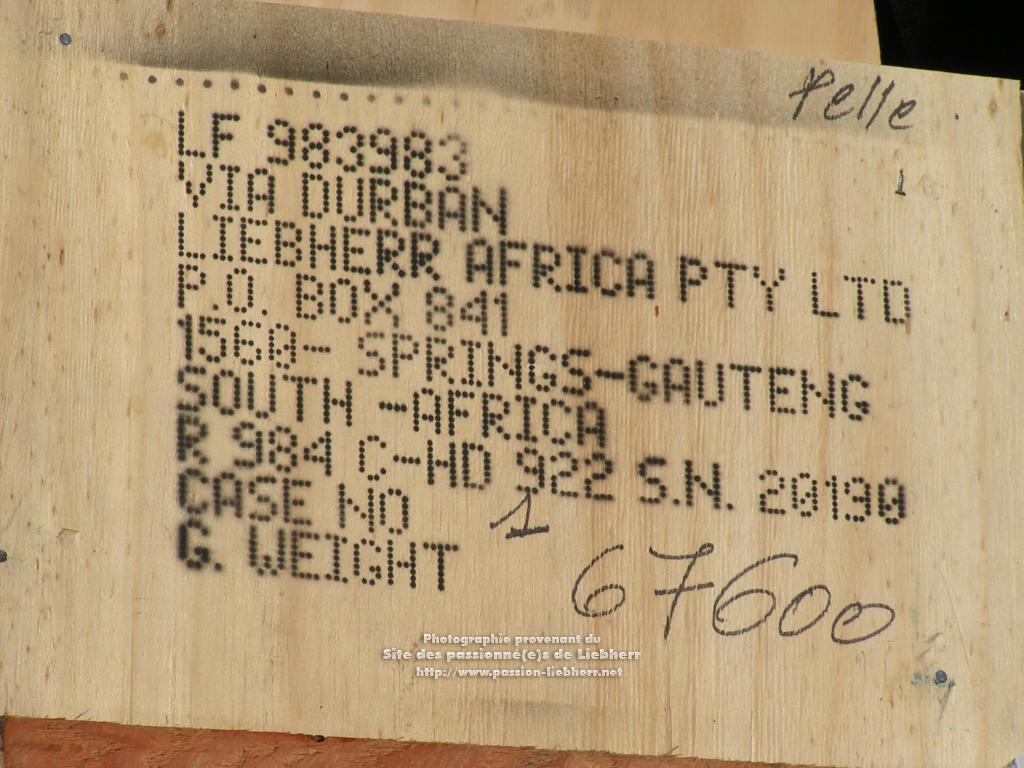 Pelle
LF 983983
VIA DURBAN
LIEBHERR AFRICA PTY LTD
P.O. BOX 841
1560- SPRINGS-GAUTENG
SOUTH -AFRICA
R 984 C-HD 922 S.N. 20190
CASE NO 1
G. WEIGHT 67600
Photographie provenant du
Site des passionné(e)s de Liebherr
http://www.passion-liebherr.net